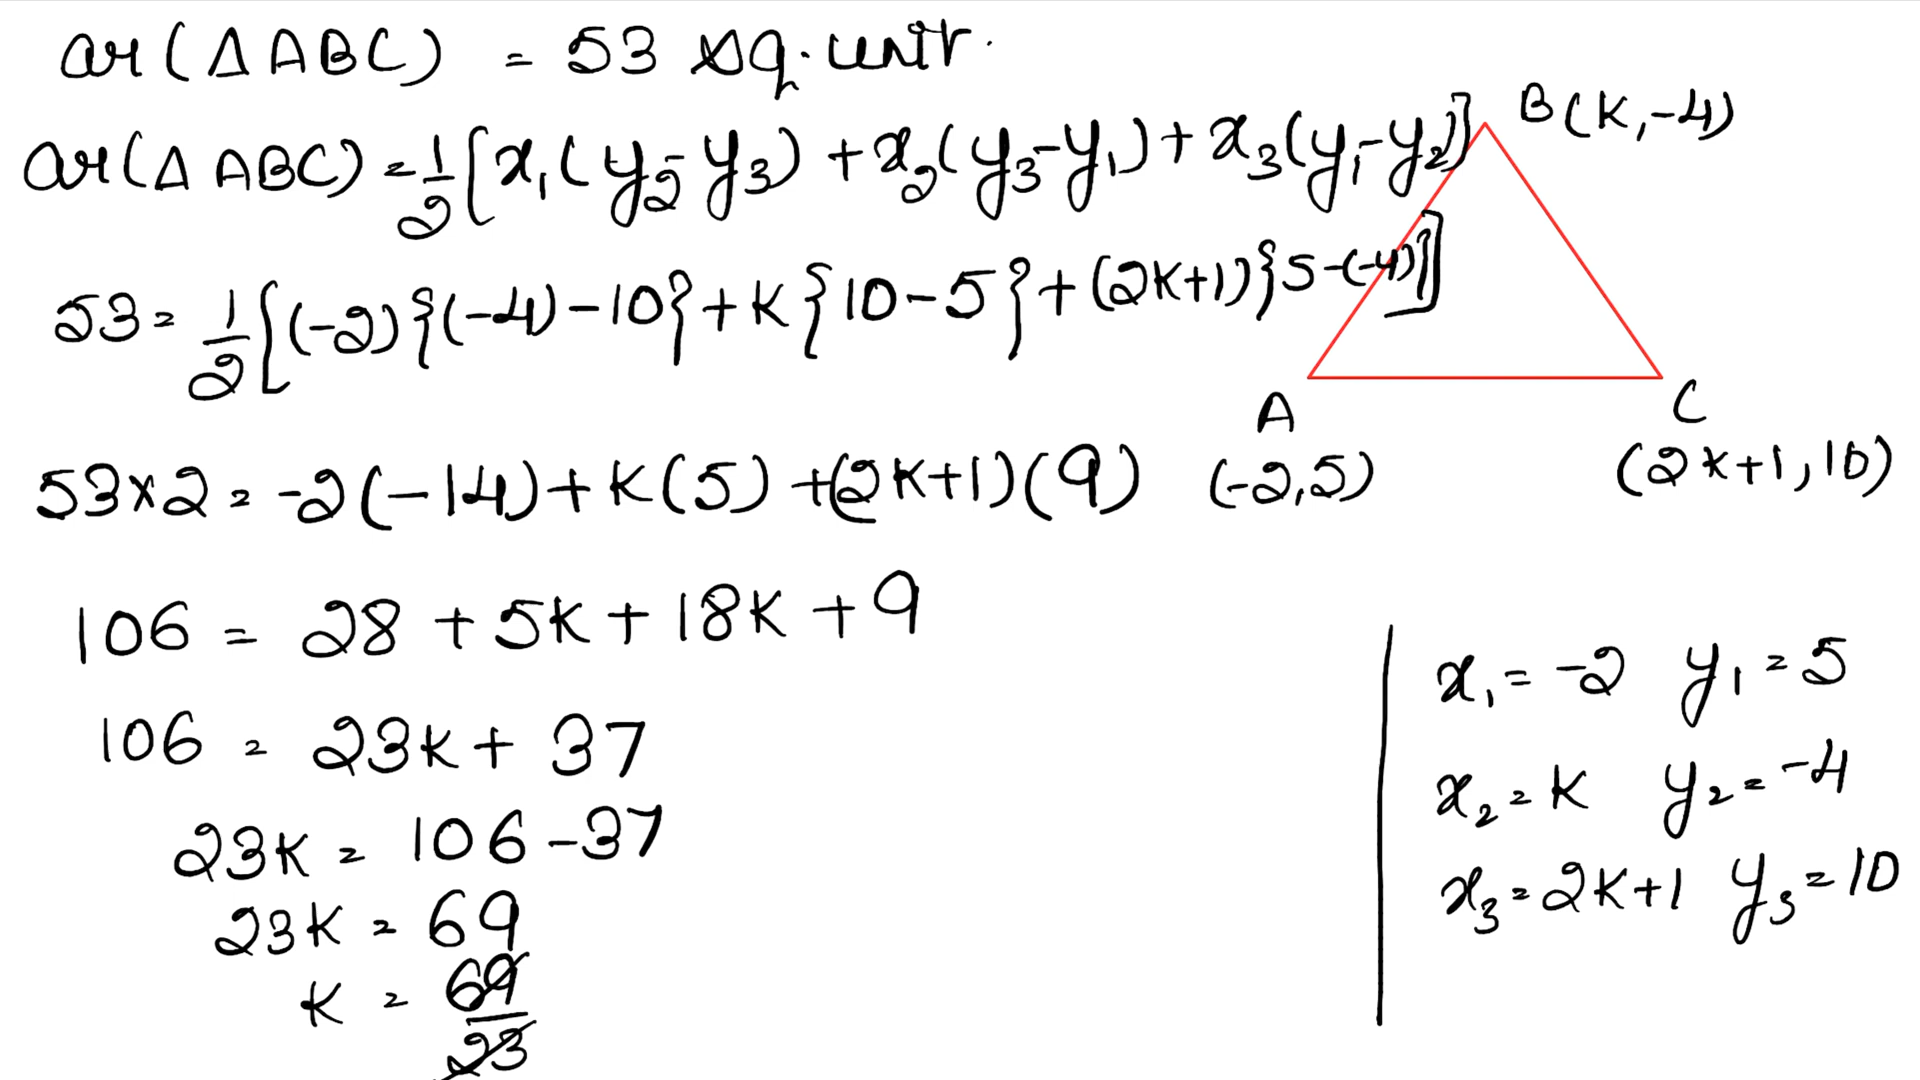 ar(ΔABC) = 53 sq. unit.
ar(ΔABC) = 1/2 [x₁(y₂-y₃) + x₂(y₃-y₁) + x₃(y₁-y₂)]
53 = 1/2 [(-2){(-4)-10} + K{10-5} + (2K+1){5-(-4)}]
53×2 = -2(-14) + K(5) + (2K+1)(9)
106 = 28 + 5K + 18K + 9
106 = 23K + 37
23K = 106-37
23K = 69
K = 69/23
B(K,-4)
A
(-2,5)
C
(2K+1,10)
x₁ = -2 y₁ = 5
x₂ = K y₂ = -4
x₃ = 2K+1 y₃ = 10